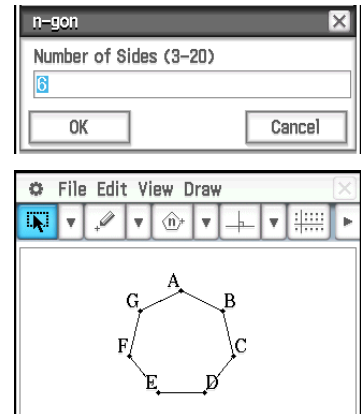 n-gon
Number of Sides (3-20)
6
OK Cancel
File Edit View Draw
n
A
G B
F C
E D